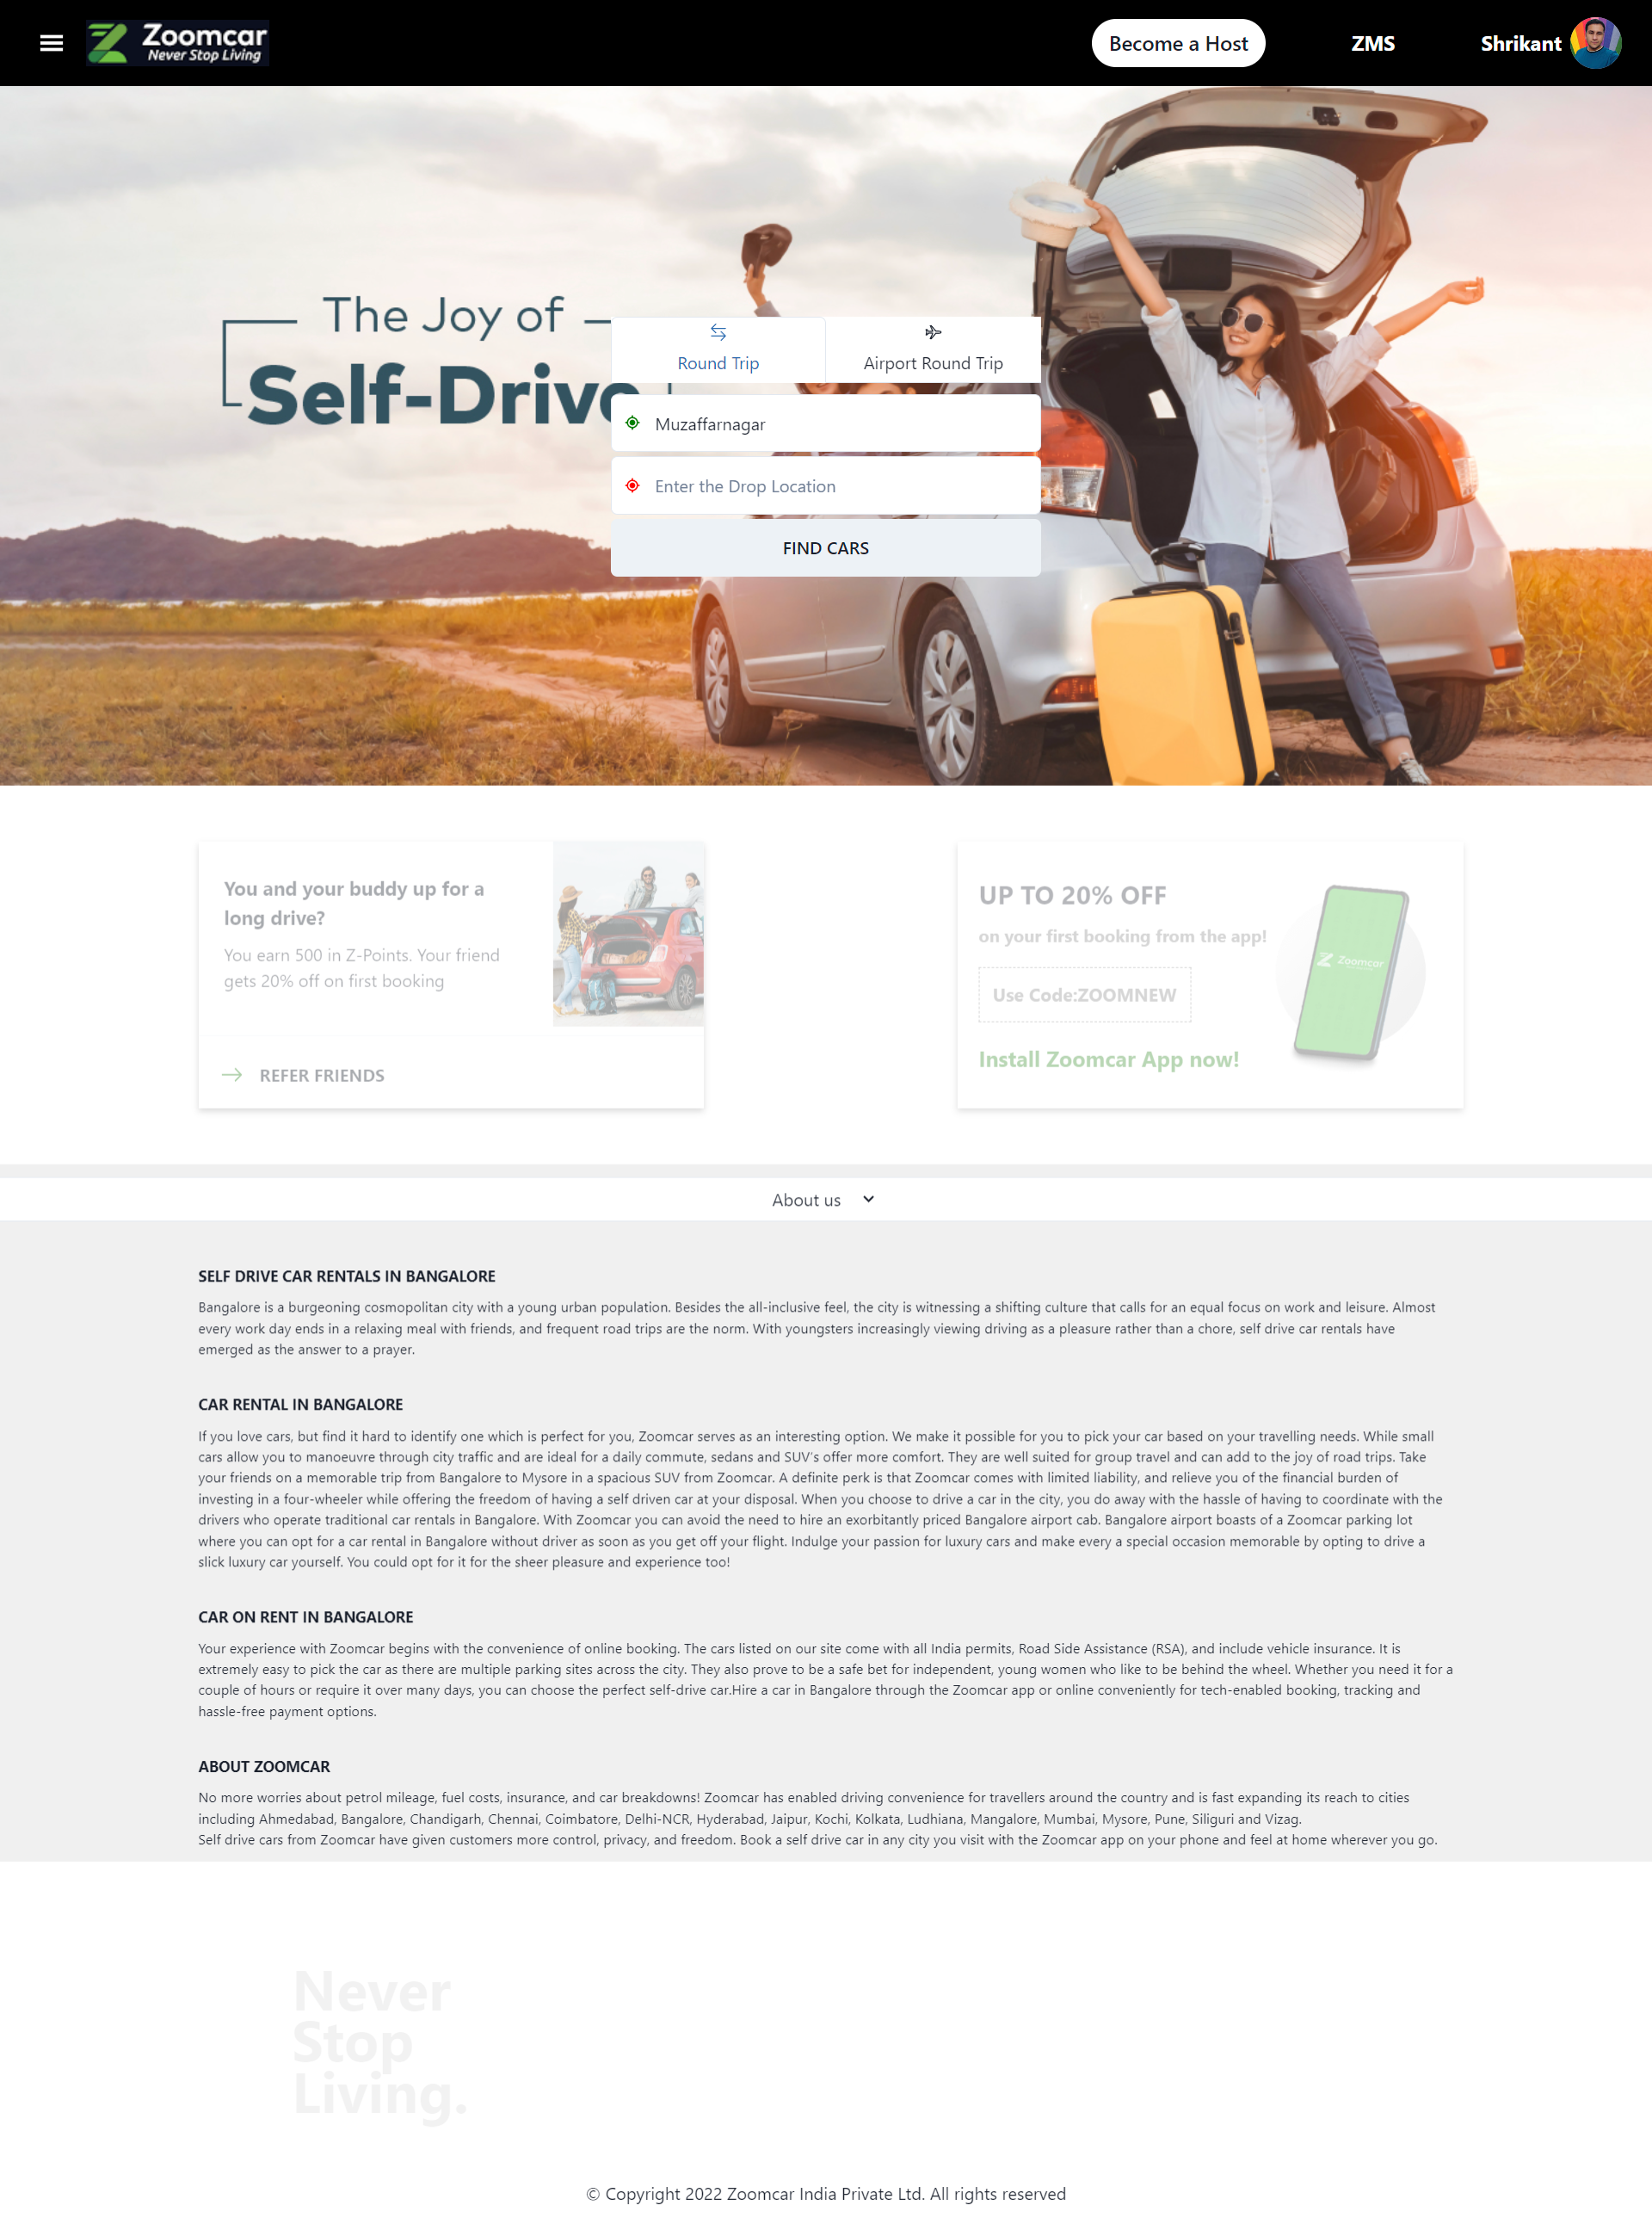 Zoomcar
Never Stop Living
Become a Host
ZMS
Shrikant
The Joy of
Self-Drive
Round Trip
Airport Round Trip
Muzaffarnagar
Enter the Drop Location
FIND CARS
You and your buddy up for a
long drive?
You earn 500 in Z-Points. Your friend
gets 20% off on first booking
REFER FRIENDS
UP TO 20% OFF
on your first booking from the app!
Use Code:ZOOMNEW
Install Zoomcar App now!
Zoomcar
About us
SELF DRIVE CAR RENTALS IN BANGALORE
Bangalore is a burgeoning cosmopolitan city with a young urban population. Besides the all-inclusive feel, the city is witnessing a shifting culture that calls for an equal focus on work and leisure. Almost
every work day ends in a relaxing meal with friends, and frequent road trips are the norm. With youngsters increasingly viewing driving as a pleasure rather than a chore, self drive car rentals have
emerged as the answer to a prayer.
CAR RENTAL IN BANGALORE
If you love cars, but find it hard to identify one which is perfect for you, Zoomcar serves as an interesting option. We make it possible for you to pick your car based on your travelling needs. While small
cars allow you to manoeuvre through city traffic and are ideal for a daily commute, sedans and SUV's offer more comfort. They are well suited for group travel and can add to the joy of road trips. Take
your friends on a memorable trip from Bangalore to Mysore in a spacious SUV from Zoomcar. A definite perk is that Zoomcar comes with limited liability, and relieve you of the financial burden of
investing in a four-wheeler while offering the freedom of having a self driven car at your disposal. When you choose to drive a car in the city, you do away with the hassle of having to coordinate with the
drivers who operate traditional car rentals in Bangalore. With Zoomcar you can avoid the need to hire an exorbitantly priced Bangalore airport cab. Bangalore airport boasts of a Zoomcar parking lot
where you can opt for a car rental in Bangalore without driver as soon as you get off your flight. Indulge your passion for luxury cars and make every a special occasion memorable by opting to drive a
slick luxury car yourself. You could opt for it for the sheer pleasure and experience too!
CAR ON RENT IN BANGALORE
Your experience with Zoomcar begins with the convenience of online booking. The cars listed on our site come with all India permits, Road Side Assistance (RSA), and include vehicle insurance. It is
extremely easy to pick the car as there are multiple parking sites across the city. They also prove to be a safe bet for independent, young women who like to be behind the wheel. Whether you need it for a
couple of hours or require it over many days, you can choose the perfect self-drive car.Hire a car in Bangalore through the Zoomcar app or online conveniently for tech-enabled booking, tracking and
hassle-free payment options.
ABOUT ZOOMCAR
No more worries about petrol mileage, fuel costs, insurance, and car breakdowns! Zoomcar has enabled driving convenience for travellers around the country and is fast expanding its reach to cities
including Ahmedabad, Bangalore, Chandigarh, Chennai, Coimbatore, Delhi-NCR, Hyderabad, Jaipur, Kochi, Kolkata, Ludhiana, Mangalore, Mumbai, Mysore, Pune, Siliguri and Vizag.
Self drive cars from Zoomcar have given customers more control, privacy, and freedom. Book a self drive car in any city you visit with the Zoomcar app on your phone and feel at home wherever you go.
Never
Stop
Living.
© Copyright 2022 Zoomcar India Private Ltd. All rights reserved